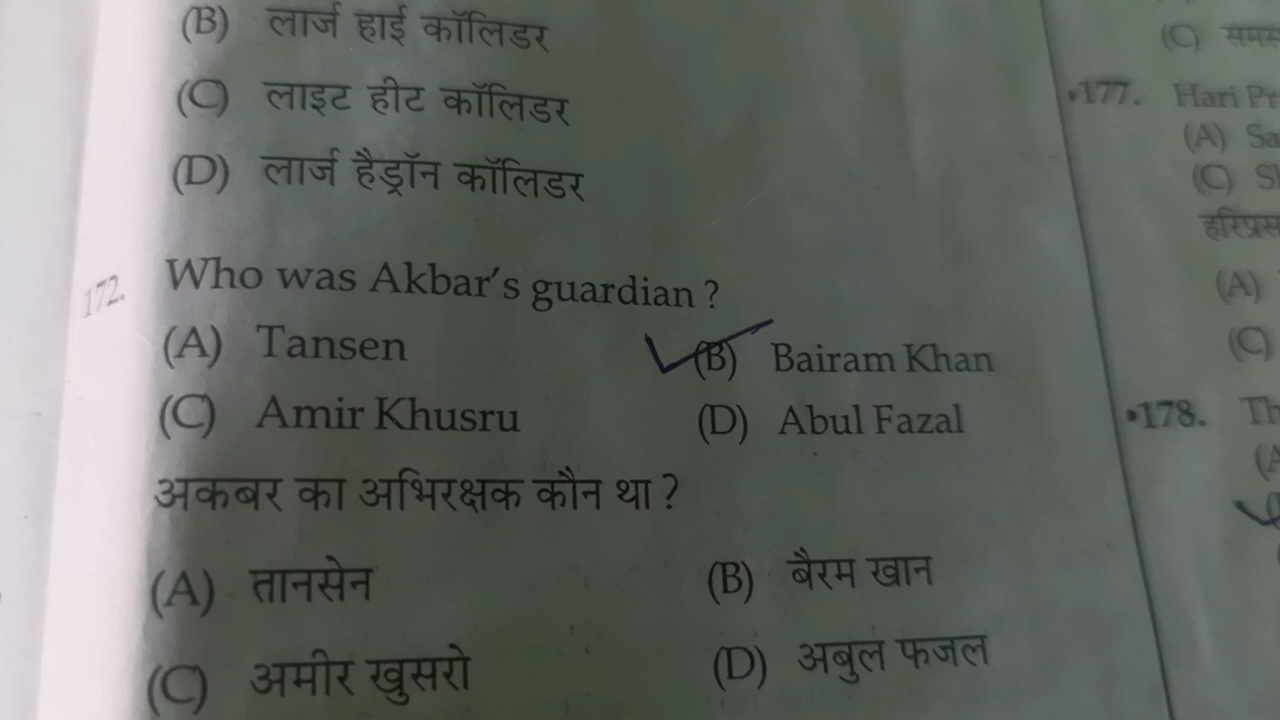 (B) लार्ज हाई कॉलिडर
(C) लाइट हीट कॉलिडर
(D) लार्ज हैड्रॉन कॉलिडर
172. Who was Akbar's guardian ?
(A) Tansen (B) Bairam Khan
(C) Amir Khusru (D) Abul Fazal
अकबर का अभिरक्षक कौन था ?
(A) तानसेन (B) बैरम खान
(C) अमीर खुसरो (D) अबुल फजल
(C)
177. Hari
(A)
(C)
(A)
(C)
178.